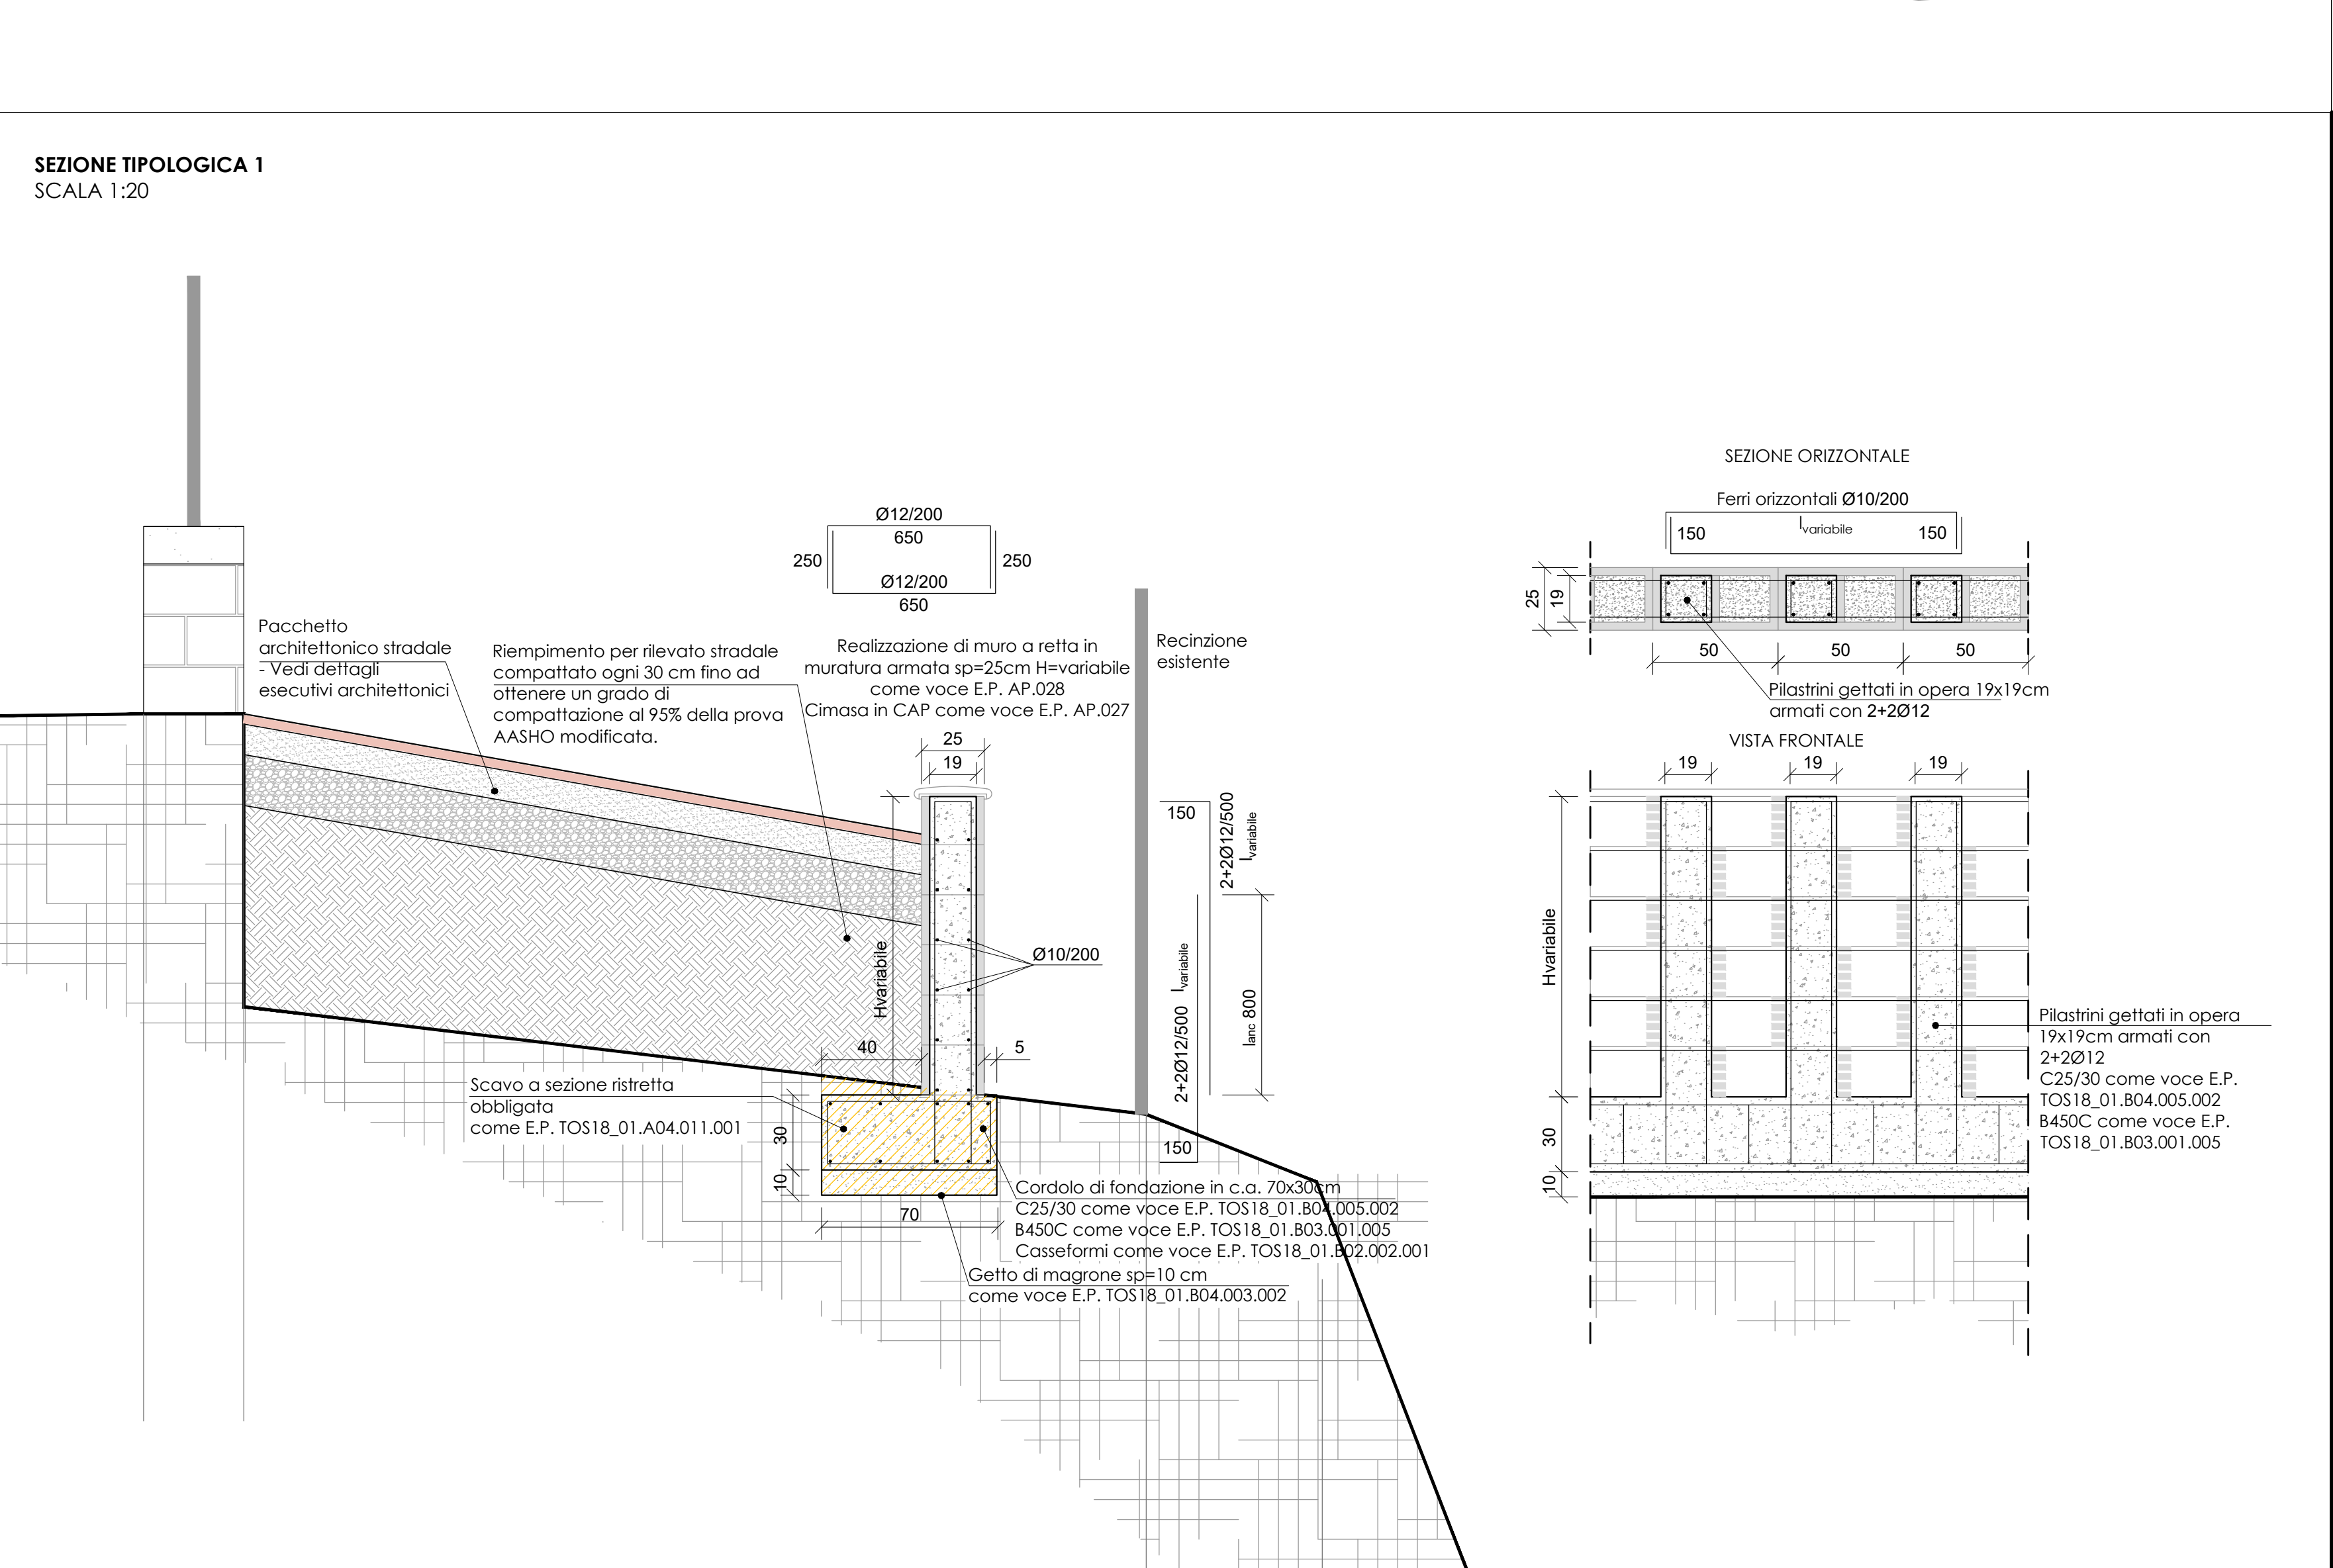 SEZIONE TIPOLOGICA 1
SCALA 1:20
Pacchetto
architettonico stradale
- Vedi dettagli
esecutivi architettonici
Riempimento per rilevato stradale
compattato ogni 30 cm fino ad
ottenere un grado di
compattazione al 95% della prova
AASHO modificata.
Ø12/200
650
250
250
Ø12/200
650
Realizzazione di muro a retta in
muratura armata sp=25cm H=variabile
come voce E.P. AP.028
Cimasa in CAP come voce E.P. AP.027
Recinzione
esistente
25
19
Hvariabile
Ø10/200
40
5
150
2+2Ø12/500
lvariabile
2+2Ø12/500 lvariabile
lanc 800
150
Scavo a sezione ristretta
obbligata
come E.P. TOS18_01.A04.011.001
30
10
70
Cordolo di fondazione in c.a. 70x30cm
C25/30 come voce E.P. TOS18_01.B04.005.002
B450C come voce E.P. TOS18_01.B03.001.005
Casseformi come voce E.P. TOS18_01.B02.002.001
Getto di magrone sp=10 cm
come voce E.P. TOS18_01.B04.003.002
SEZIONE ORIZZONTALE
Ferri orizzontali Ø10/200
150
lvariabile
150
25
19
50
50
50
Pilastrini gettati in opera 19x19cm
armati con 2+2Ø12
VISTA FRONTALE
19
19
19
Hvariabile
30
10
Pilastrini gettati in opera
19x19cm armati con
2+2Ø12
C25/30 come voce E.P.
TOS18_01.B04.005.002
B450C come voce E.P.
TOS18_01.B03.001.005